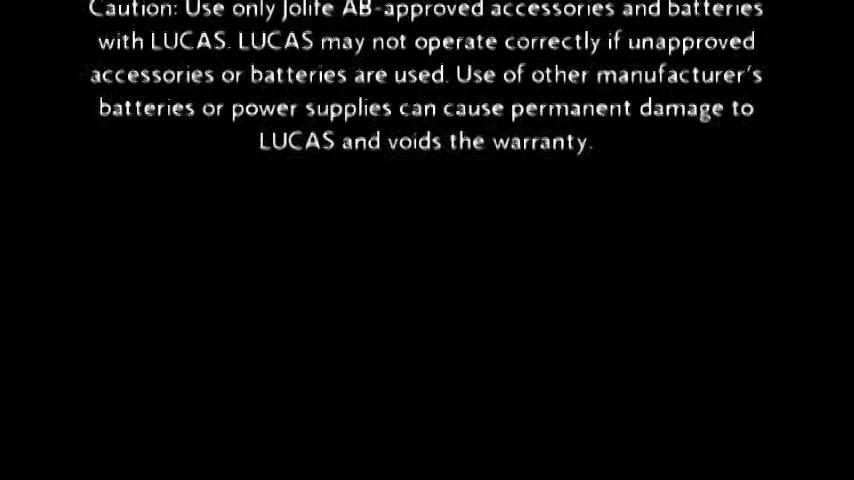 Caution: Use only Jolife AB-approved accessories and batteries
with LUCAS. LUCAS may not operate correctly if unapproved
accessories or batteries are used. Use of other manufacturer's
batteries or power supplies can cause permanent damage to
LUCAS and voids the warranty.